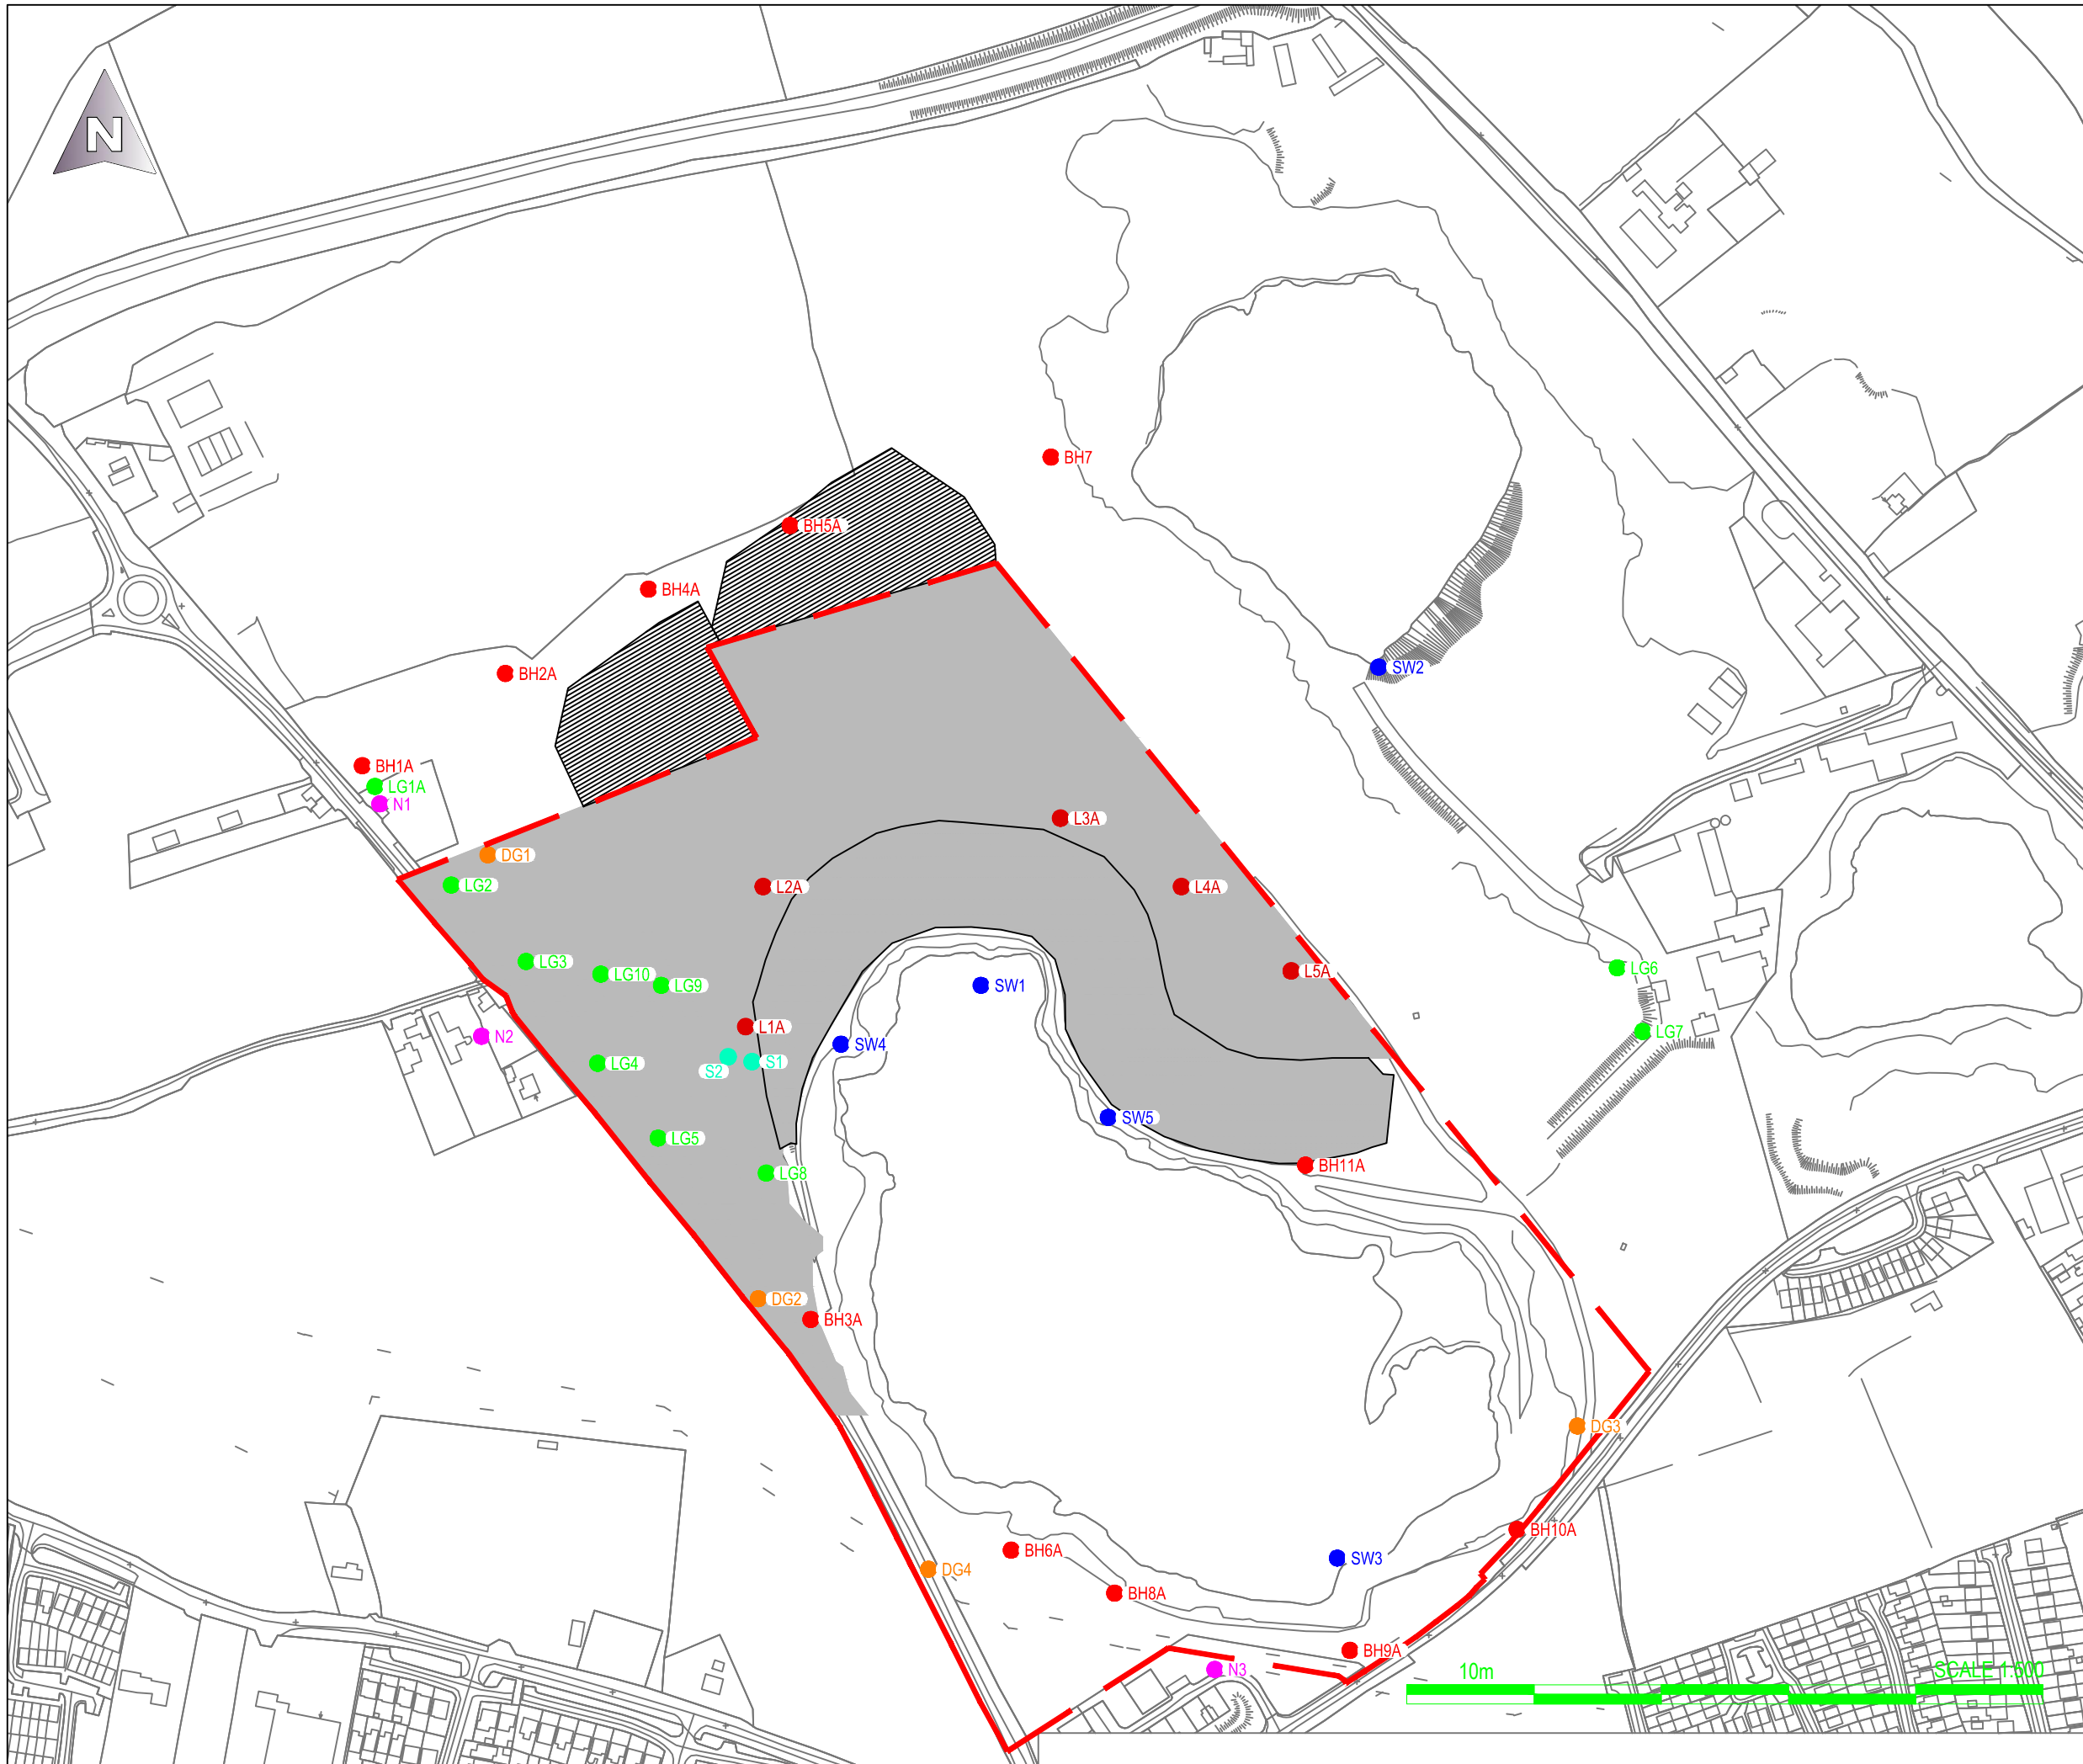 N
BH7
BH5A
BH4A
SW2
BH2A
BH1A
LG1A
N1
L3A
DG1
LG2
L2A
L4A
LG3
LG10
LG9
L5A
LG6
SW1
L1A
LG7
N2
SW4
S2
S1
LG4
SW5
LG5
BH11A
LG8
DG2
BH3A
DG3
BH10A
BH6A
SW3
DG4
BH8A
BH9A
N3
10m
SCALE 1:500